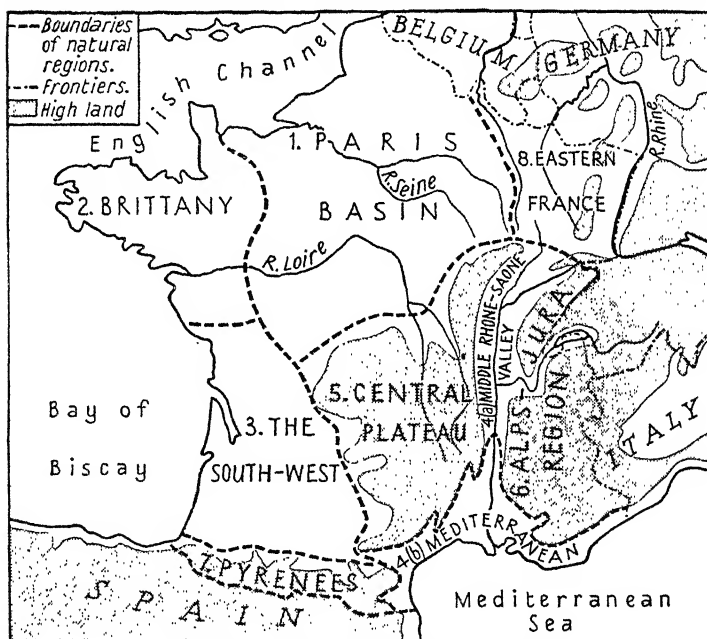 Boundaries
of natural
regions.
Frontiers.
High land
English Channel
BELGIUM
GERMANY
1. PARIS
BASIN
R. Seine
R. Rhine
8. EASTERN
FRANCE
2. BRITTANY
R. Loire
4(a) MIDDLE RHONE-SAONE
VALLEY
JURA
5. CENTRAL
PLATEAU
6. ALPS-
REGION
ITALY
Bay of
Biscay
3. THE
SOUTH-WEST
4(b) MEDITERRANEAN
7. PYRENEES
SPAIN
Mediterranean
Sea